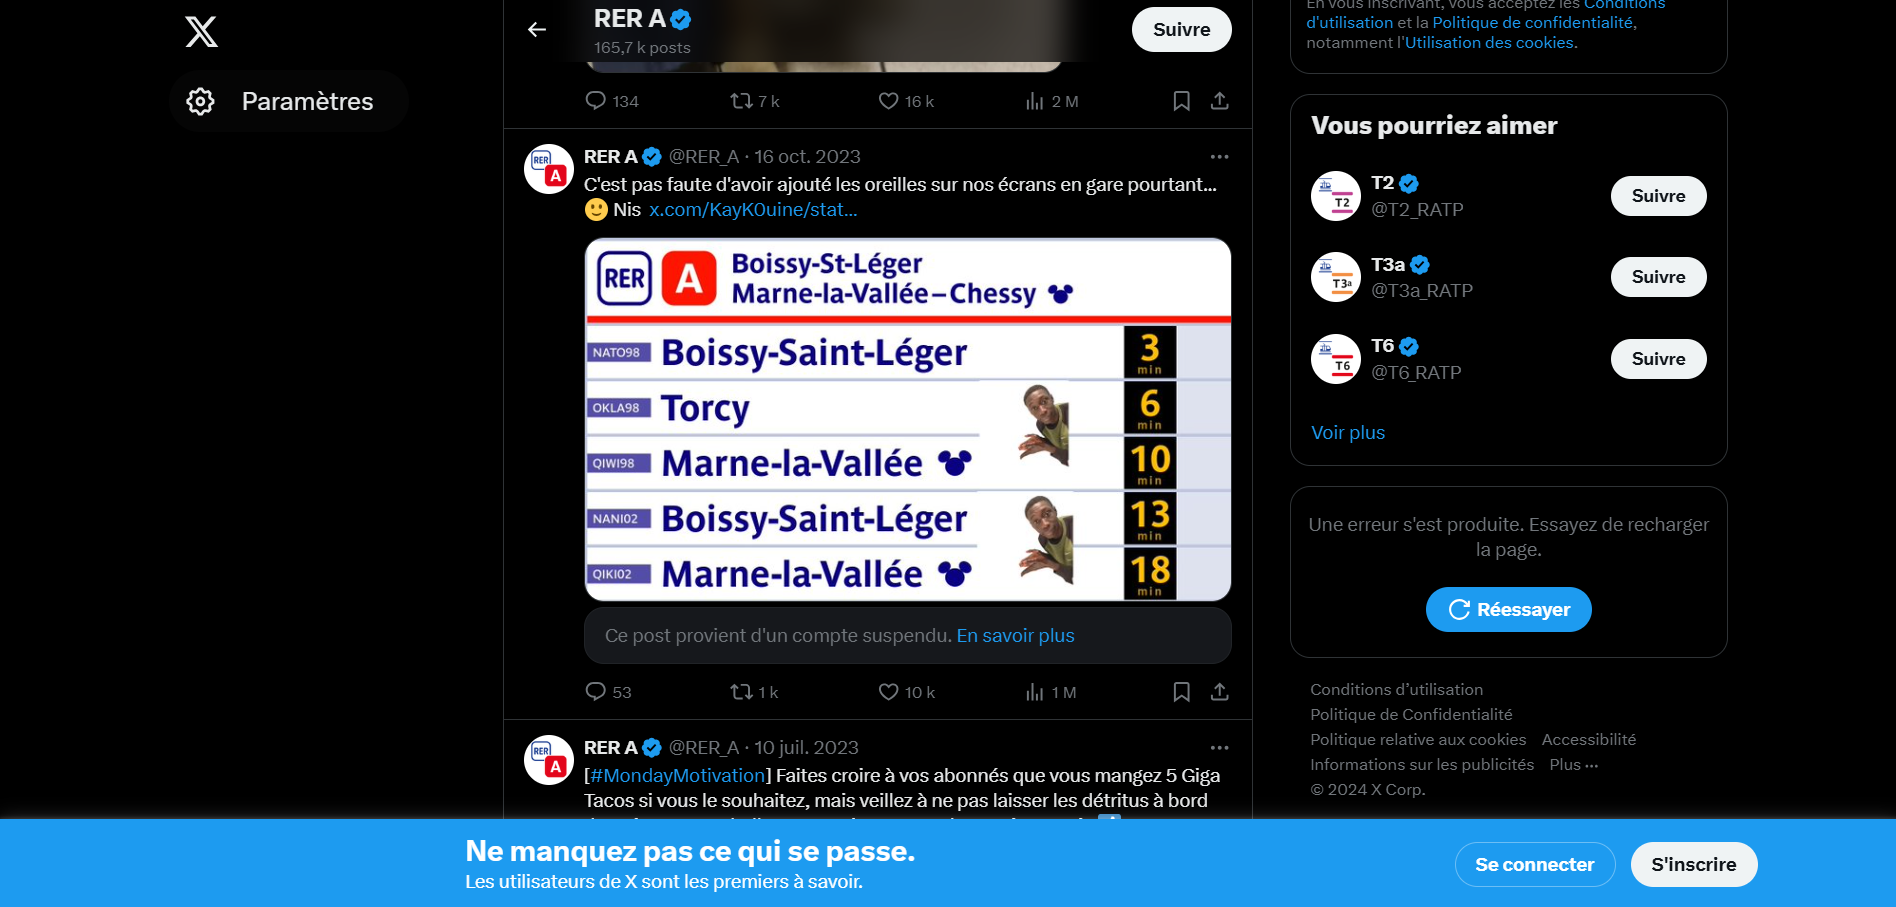 Paramètres
RER A
165,7 k posts
Suivre
134
7 k
16 k
2 M
RER A @RER_A · 16 oct. 2023
C'est pas faute d'avoir ajouté les oreilles sur nos écrans en gare pourtant...
🙂 Nis x.com/KayK0uine/stat...
RER A Boissy-St-Léger
Marne-la-Vallée–Chessy
NATO98 Boissy-Saint-Léger 3 min
OKLA98 Torcy 6 min
QIWI98 Marne-la-Vallée 10 min
NANI02 Boissy-Saint-Léger 13 min
QIKI02 Marne-la-Vallée 18 min
Ce post provient d'un compte suspendu. En savoir plus
53
1 k
10 k
1 M
RER A @RER_A · 10 juil. 2023
[#MondayMotivation] Faites croire à vos abonnés que vous mangez 5 Giga
Tacos si vous le souhaitez, mais veillez à ne pas laisser les détritus à bord
En vous inscrivant, vous acceptez les Conditions
d'utilisation et la Politique de confidentialité,
notamment l'Utilisation des cookies.
Vous pourriez aimer
T2
@T2_RATP
Suivre
T3a
@T3a_RATP
Suivre
T6
@T6_RATP
Suivre
Voir plus
Une erreur s'est produite. Essayez de recharger
la page.
Réessayer
Conditions d’utilisation
Politique de Confidentialité
Politique relative aux cookies Accessibilité
Informations sur les publicités Plus ···
© 2024 X Corp.
Ne manquez pas ce qui se passe.
Les utilisateurs de X sont les premiers à savoir.
Se connecter
S'inscrire